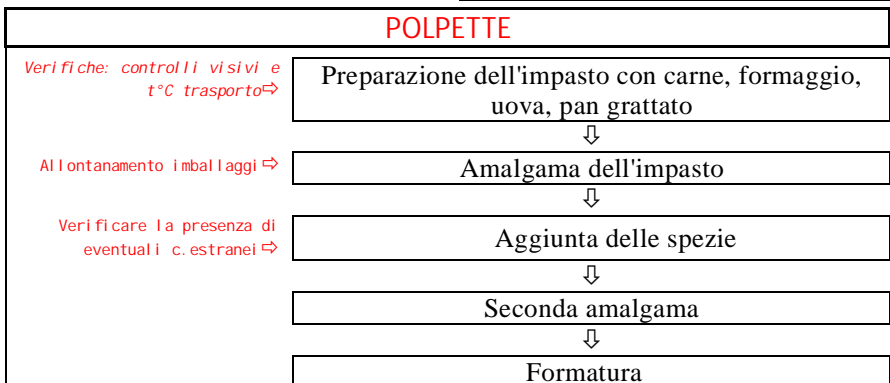 POLPETTE
Verifiche: controlli visivi e
t°C trasporto⇨
Preparazione dell'impasto con carne, formaggio,
uova, pan grattato
⇩
Allontanamento imballaggi⇨
Amalgama dell'impasto
⇩
Verificare la presenza di
eventuali c.estranei⇨
Aggiunta delle spezie
⇩
Seconda amalgama
⇩
Formatura